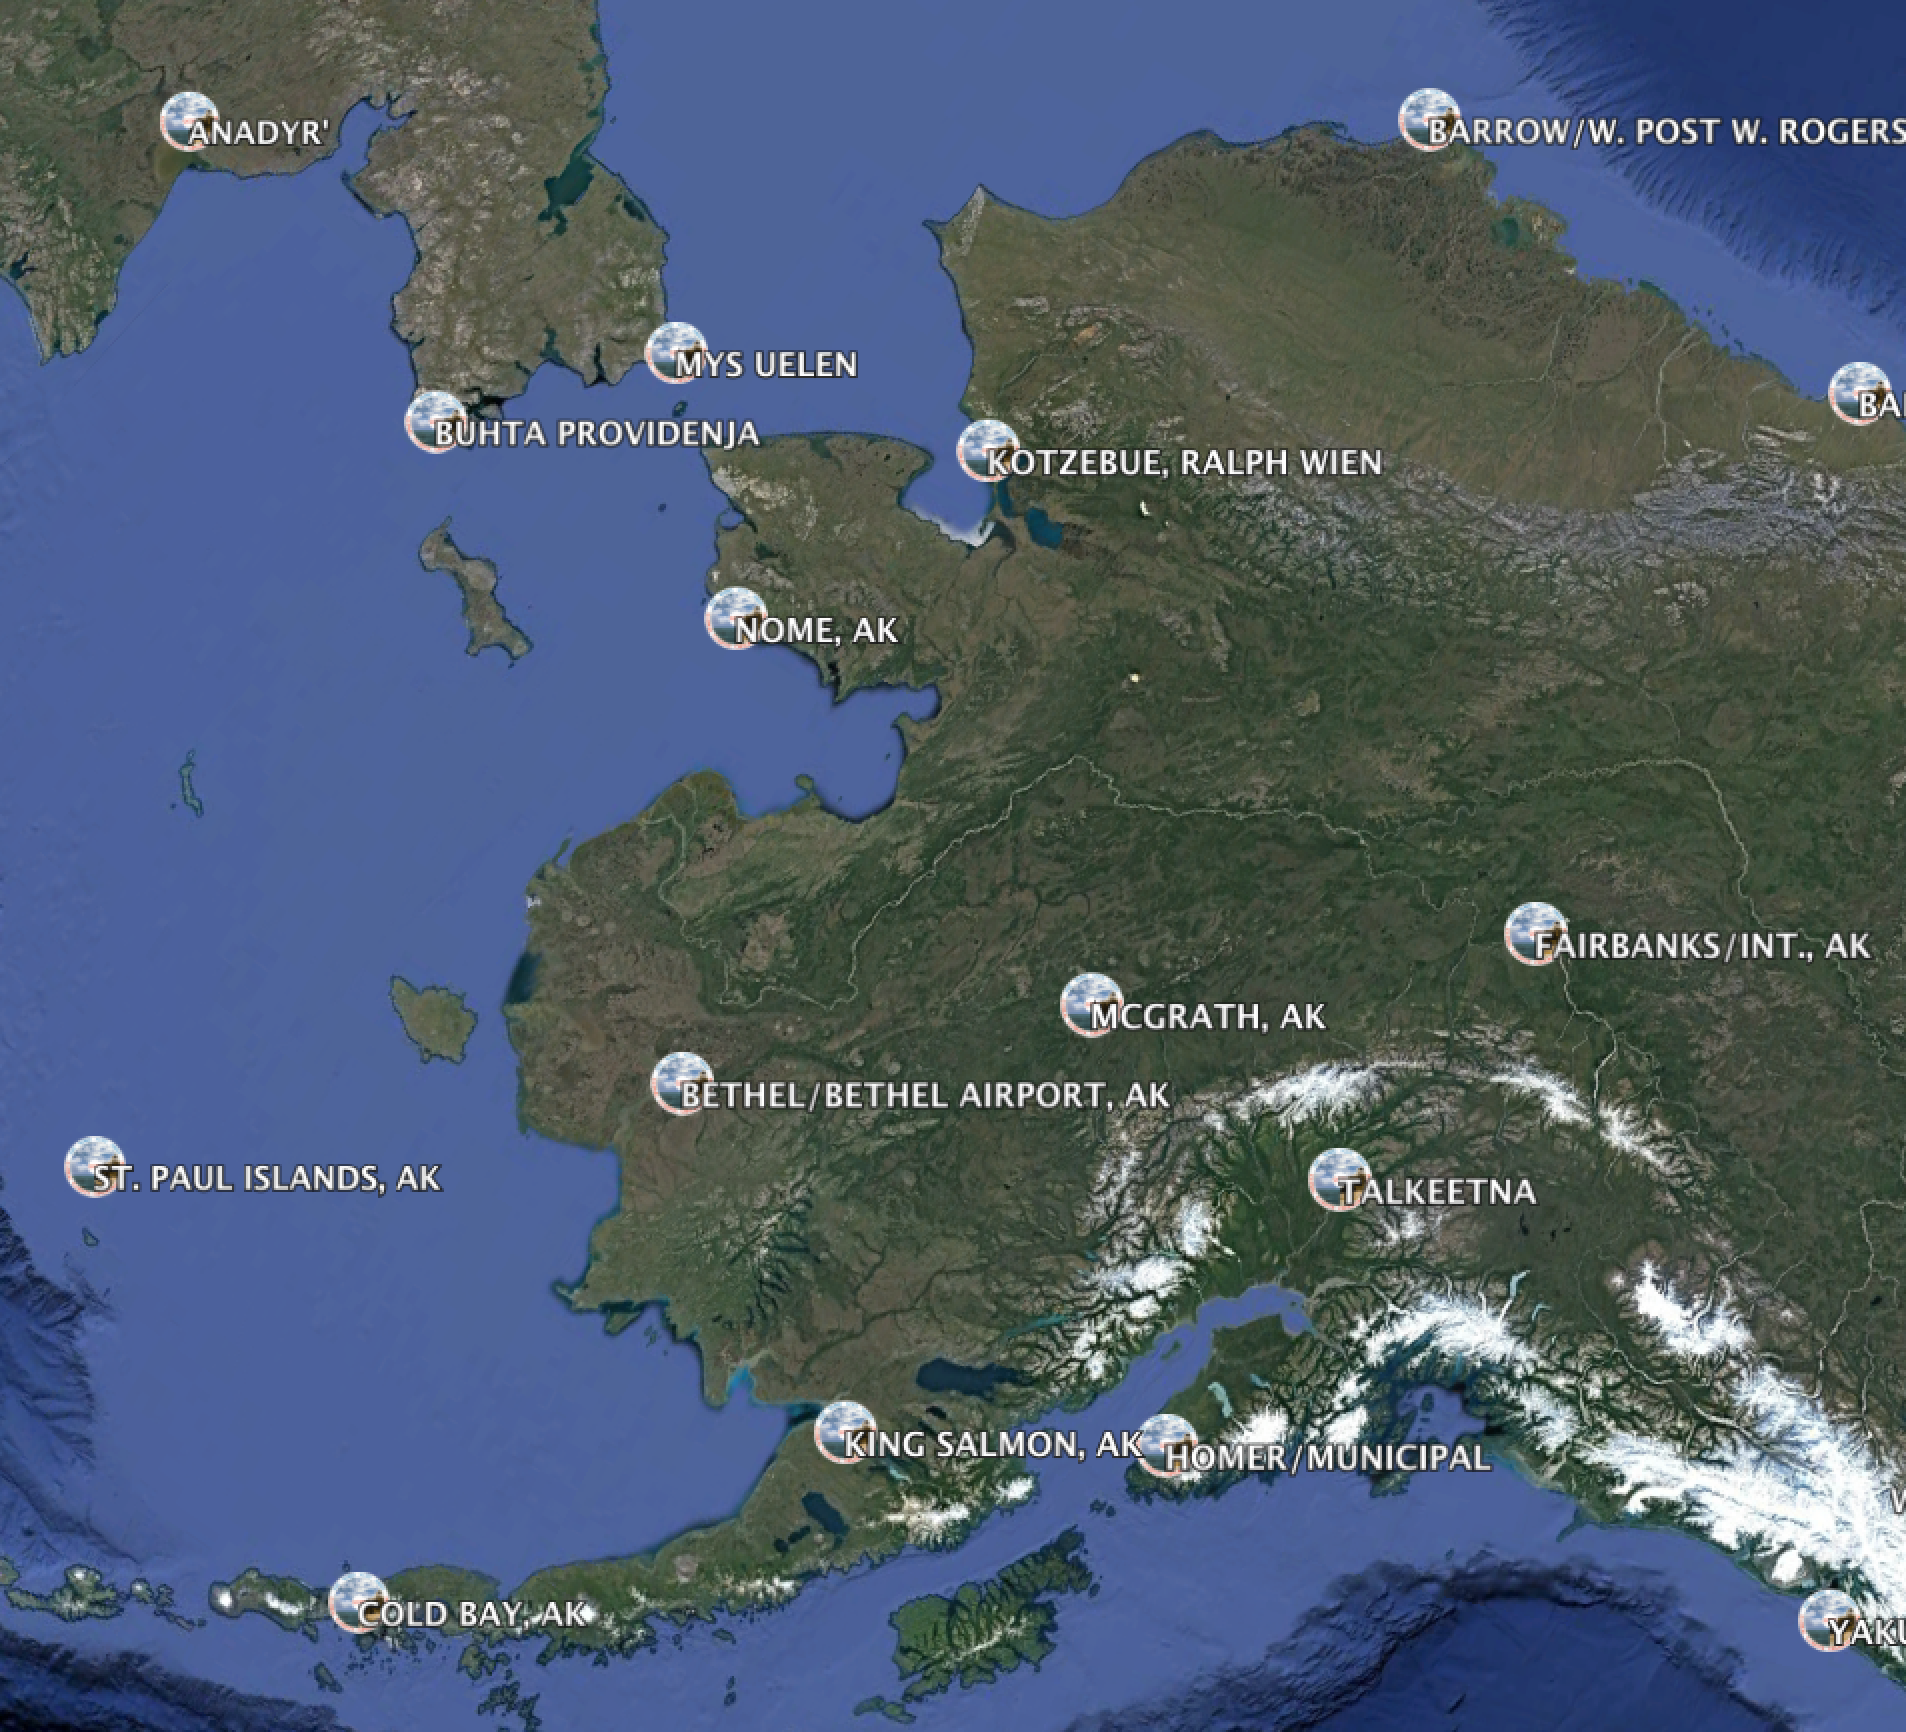 ANADYR'
BARROW/W. POST W. ROGERS
MYS UELEN
BUHTA PROVIDENJA
KOTZEBUE, RALPH WIEN
NOME, AK
FAIRBANKS/INT., AK
MCGRATH, AK
BETHEL/BETHEL AIRPORT, AK
ST. PAUL ISLANDS, AK
TALKEETNA
KING SALMON, AK
HOMER/MUNICIPAL
COLD BAY, AK